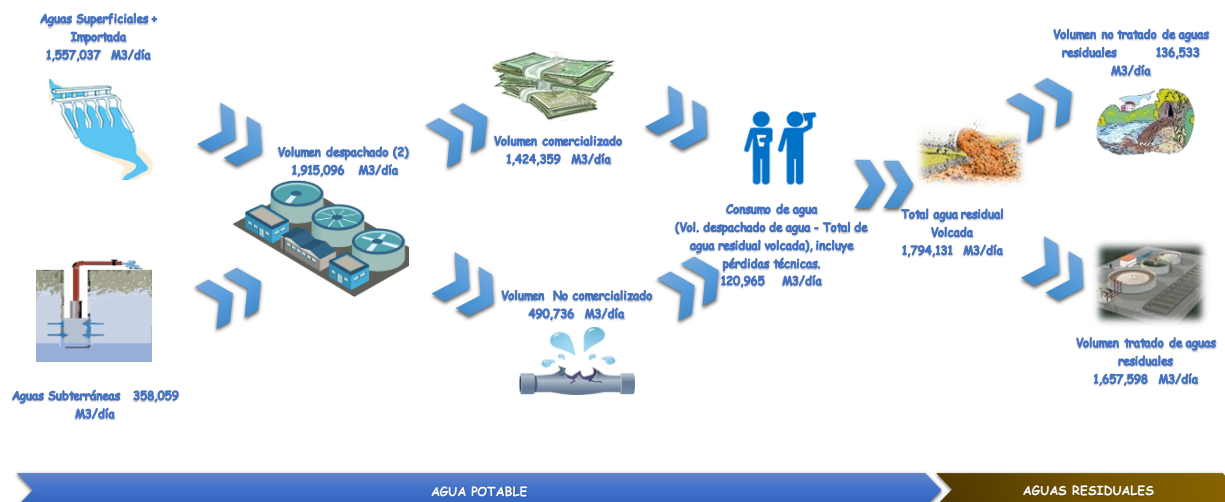 Aguas Superficiales +
Importada
1,557,037 M3/día
Aguas Subterráneas 358,059
M3/día
Volumen despachado (2)
1,915,096 M3/día
Volumen comercializado
1,424,359 M3/día
Volumen No comercializado
490,736 M3/día
Consumo de agua
(Vol. despachado de agua - Total de
agua residual volcada), incluye
pérdidas técnicas.
120,965 M3/día
Total agua residual
Volcada
1,794,131 M3/día
Volumen no tratado de aguas
residuales 136,533
M3/día
Volumen tratado de aguas
residuales
1,657,598 M3/día
AGUA POTABLE
AGUAS RESIDUALES